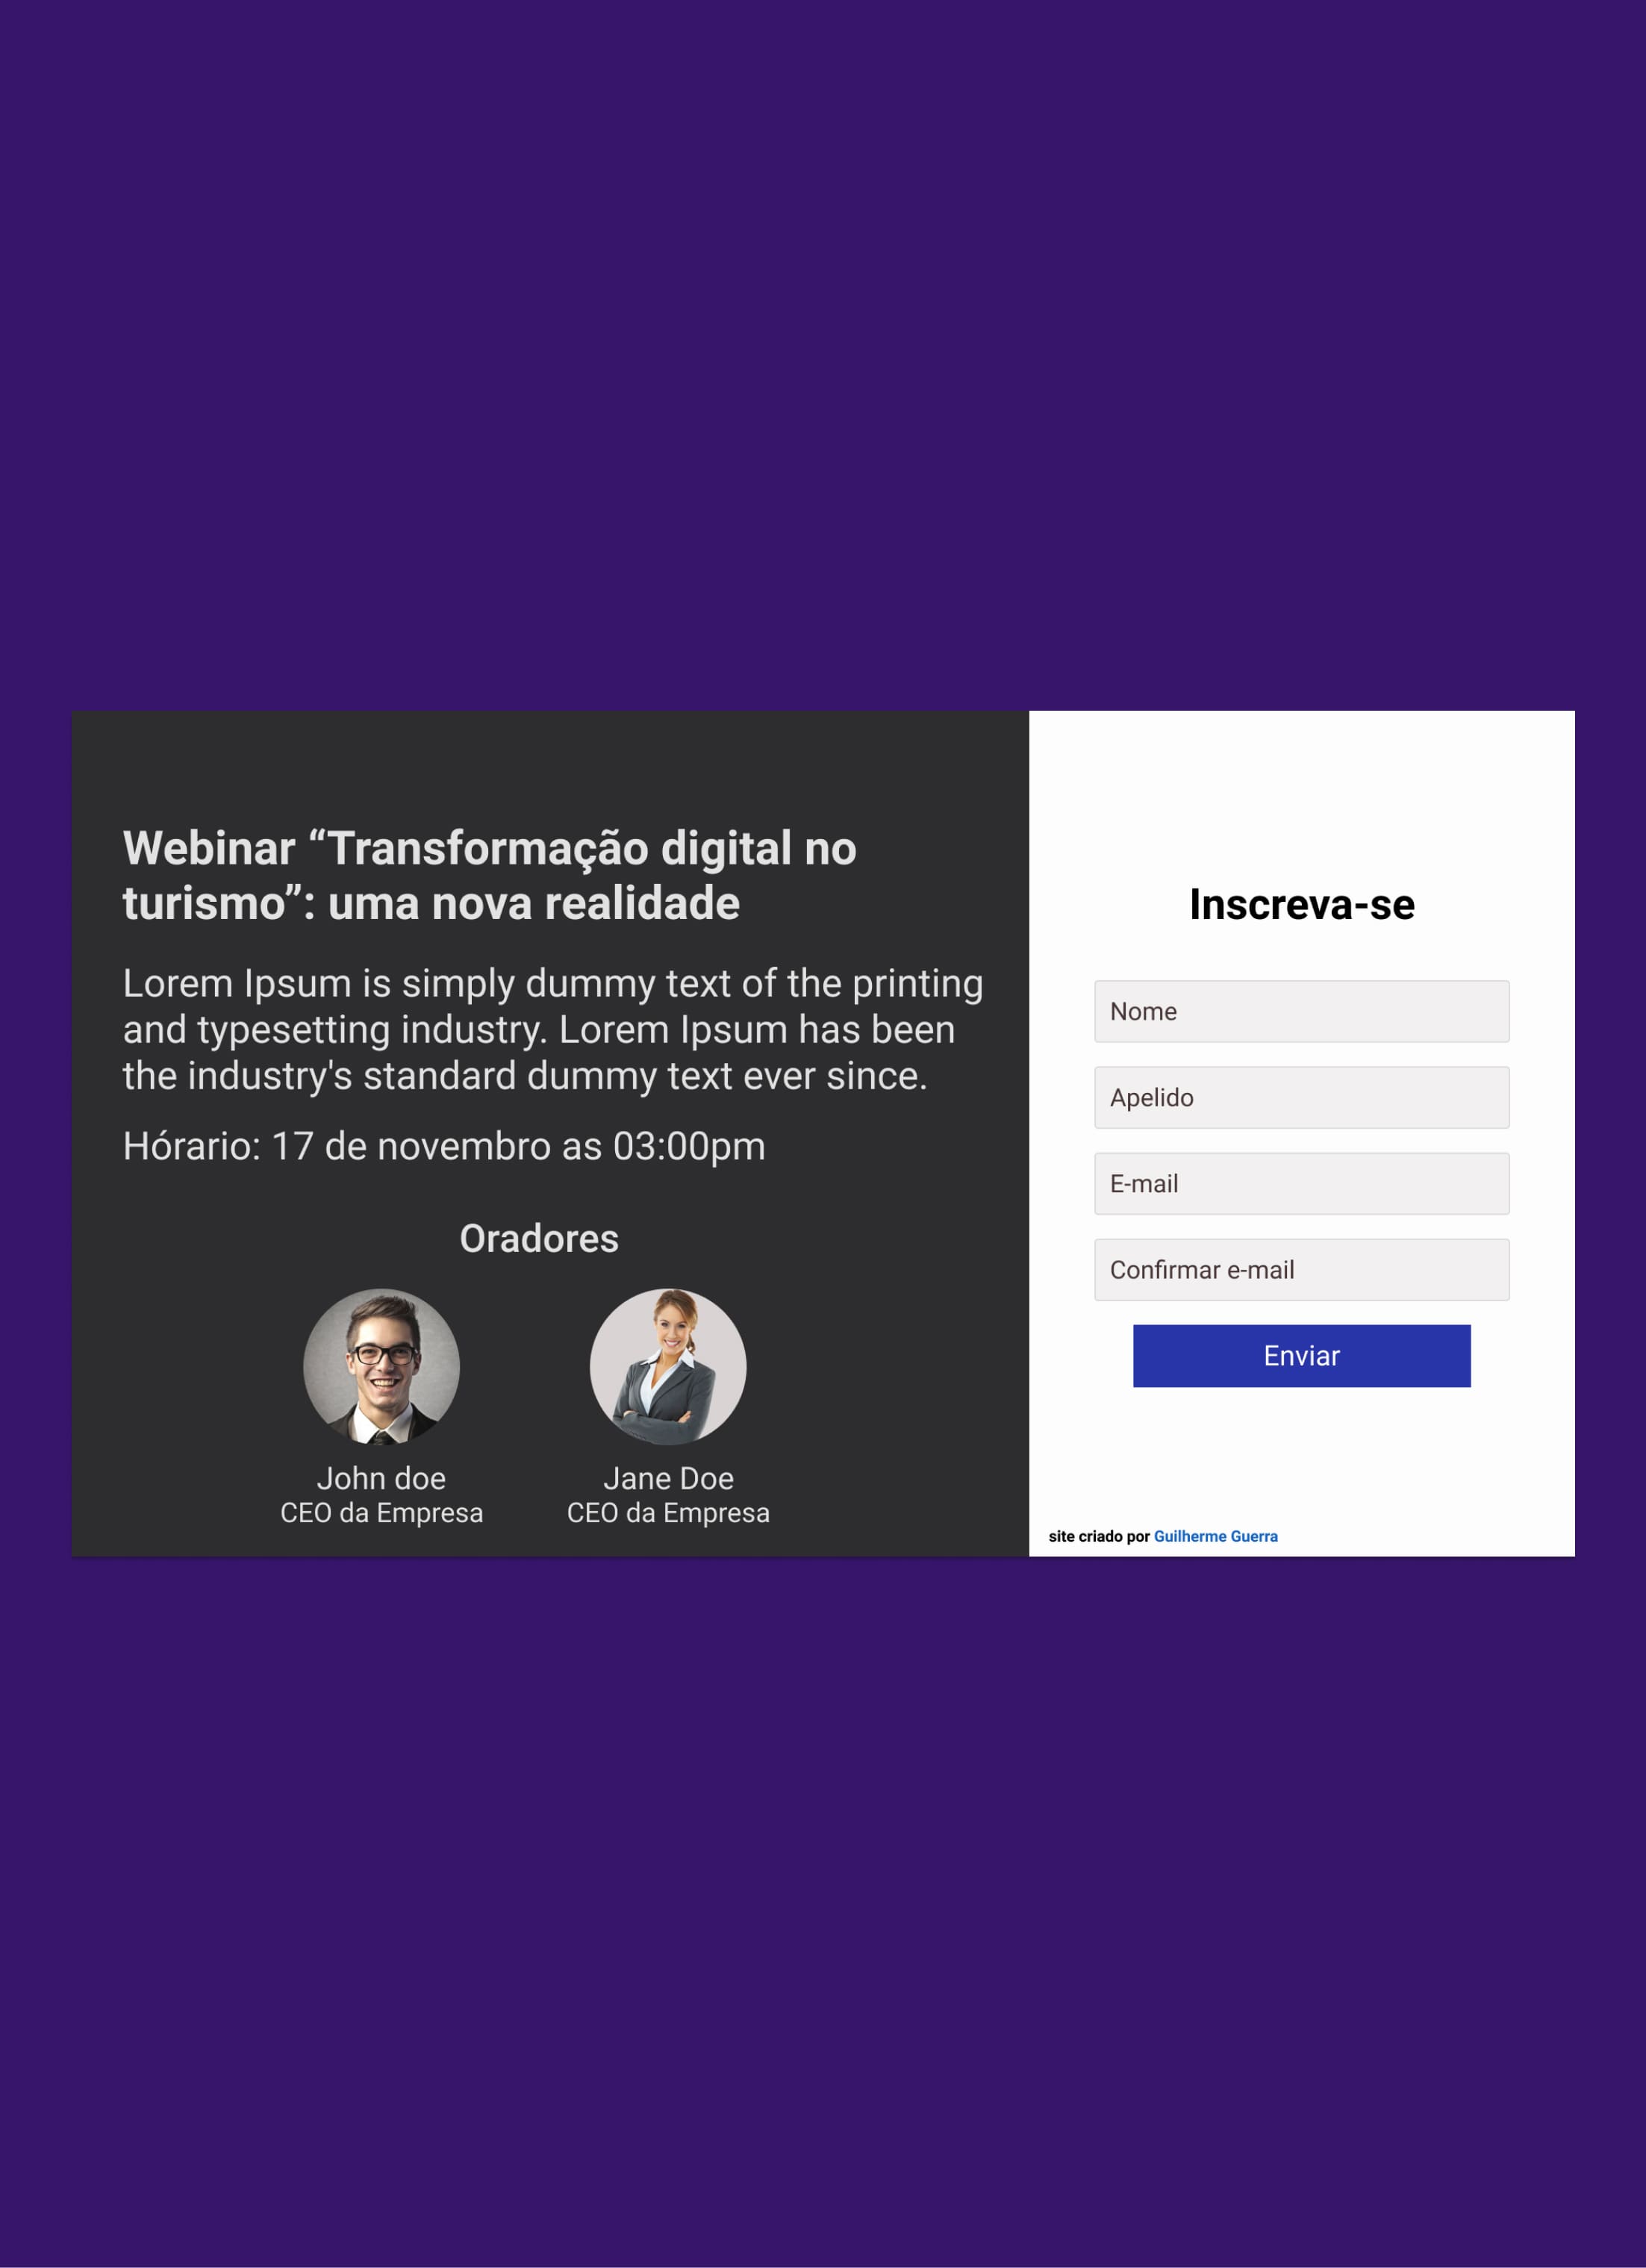 Webinar “Transformação digital no
turismo”: uma nova realidade
Lorem Ipsum is simply dummy text of the printing
and typesetting industry. Lorem Ipsum has been
the industry's standard dummy text ever since.
Hórario: 17 de novembro as 03:00pm
Oradores
John doe
CEO da Empresa
Jane Doe
CEO da Empresa
Inscreva-se
Nome
Apelido
E-mail
Confirmar e-mail
Enviar
site criado por Guilherme Guerra